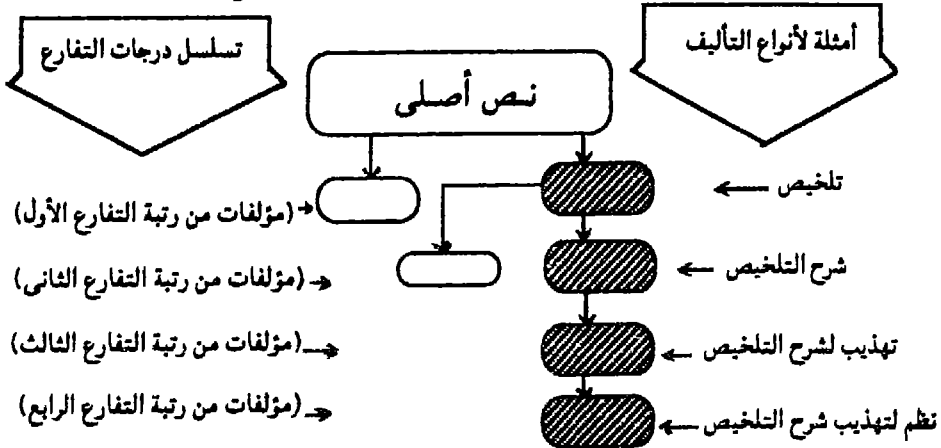 أمثلة لأنواع التأليف
تسلسل درجات التفارع
نص أصلى
تلخيص
(مؤلفات من رتبة التفارع الأول)
شرح التلخيص
(مؤلفات من رتبة التفارع الثانى)
تهذيب لشرح التلخيص
(مؤلفات من رتبة التفارع الثالث)
نظم لتهذيب شرح التلخيص
(مؤلفات من رتبة التفارع الرابع)